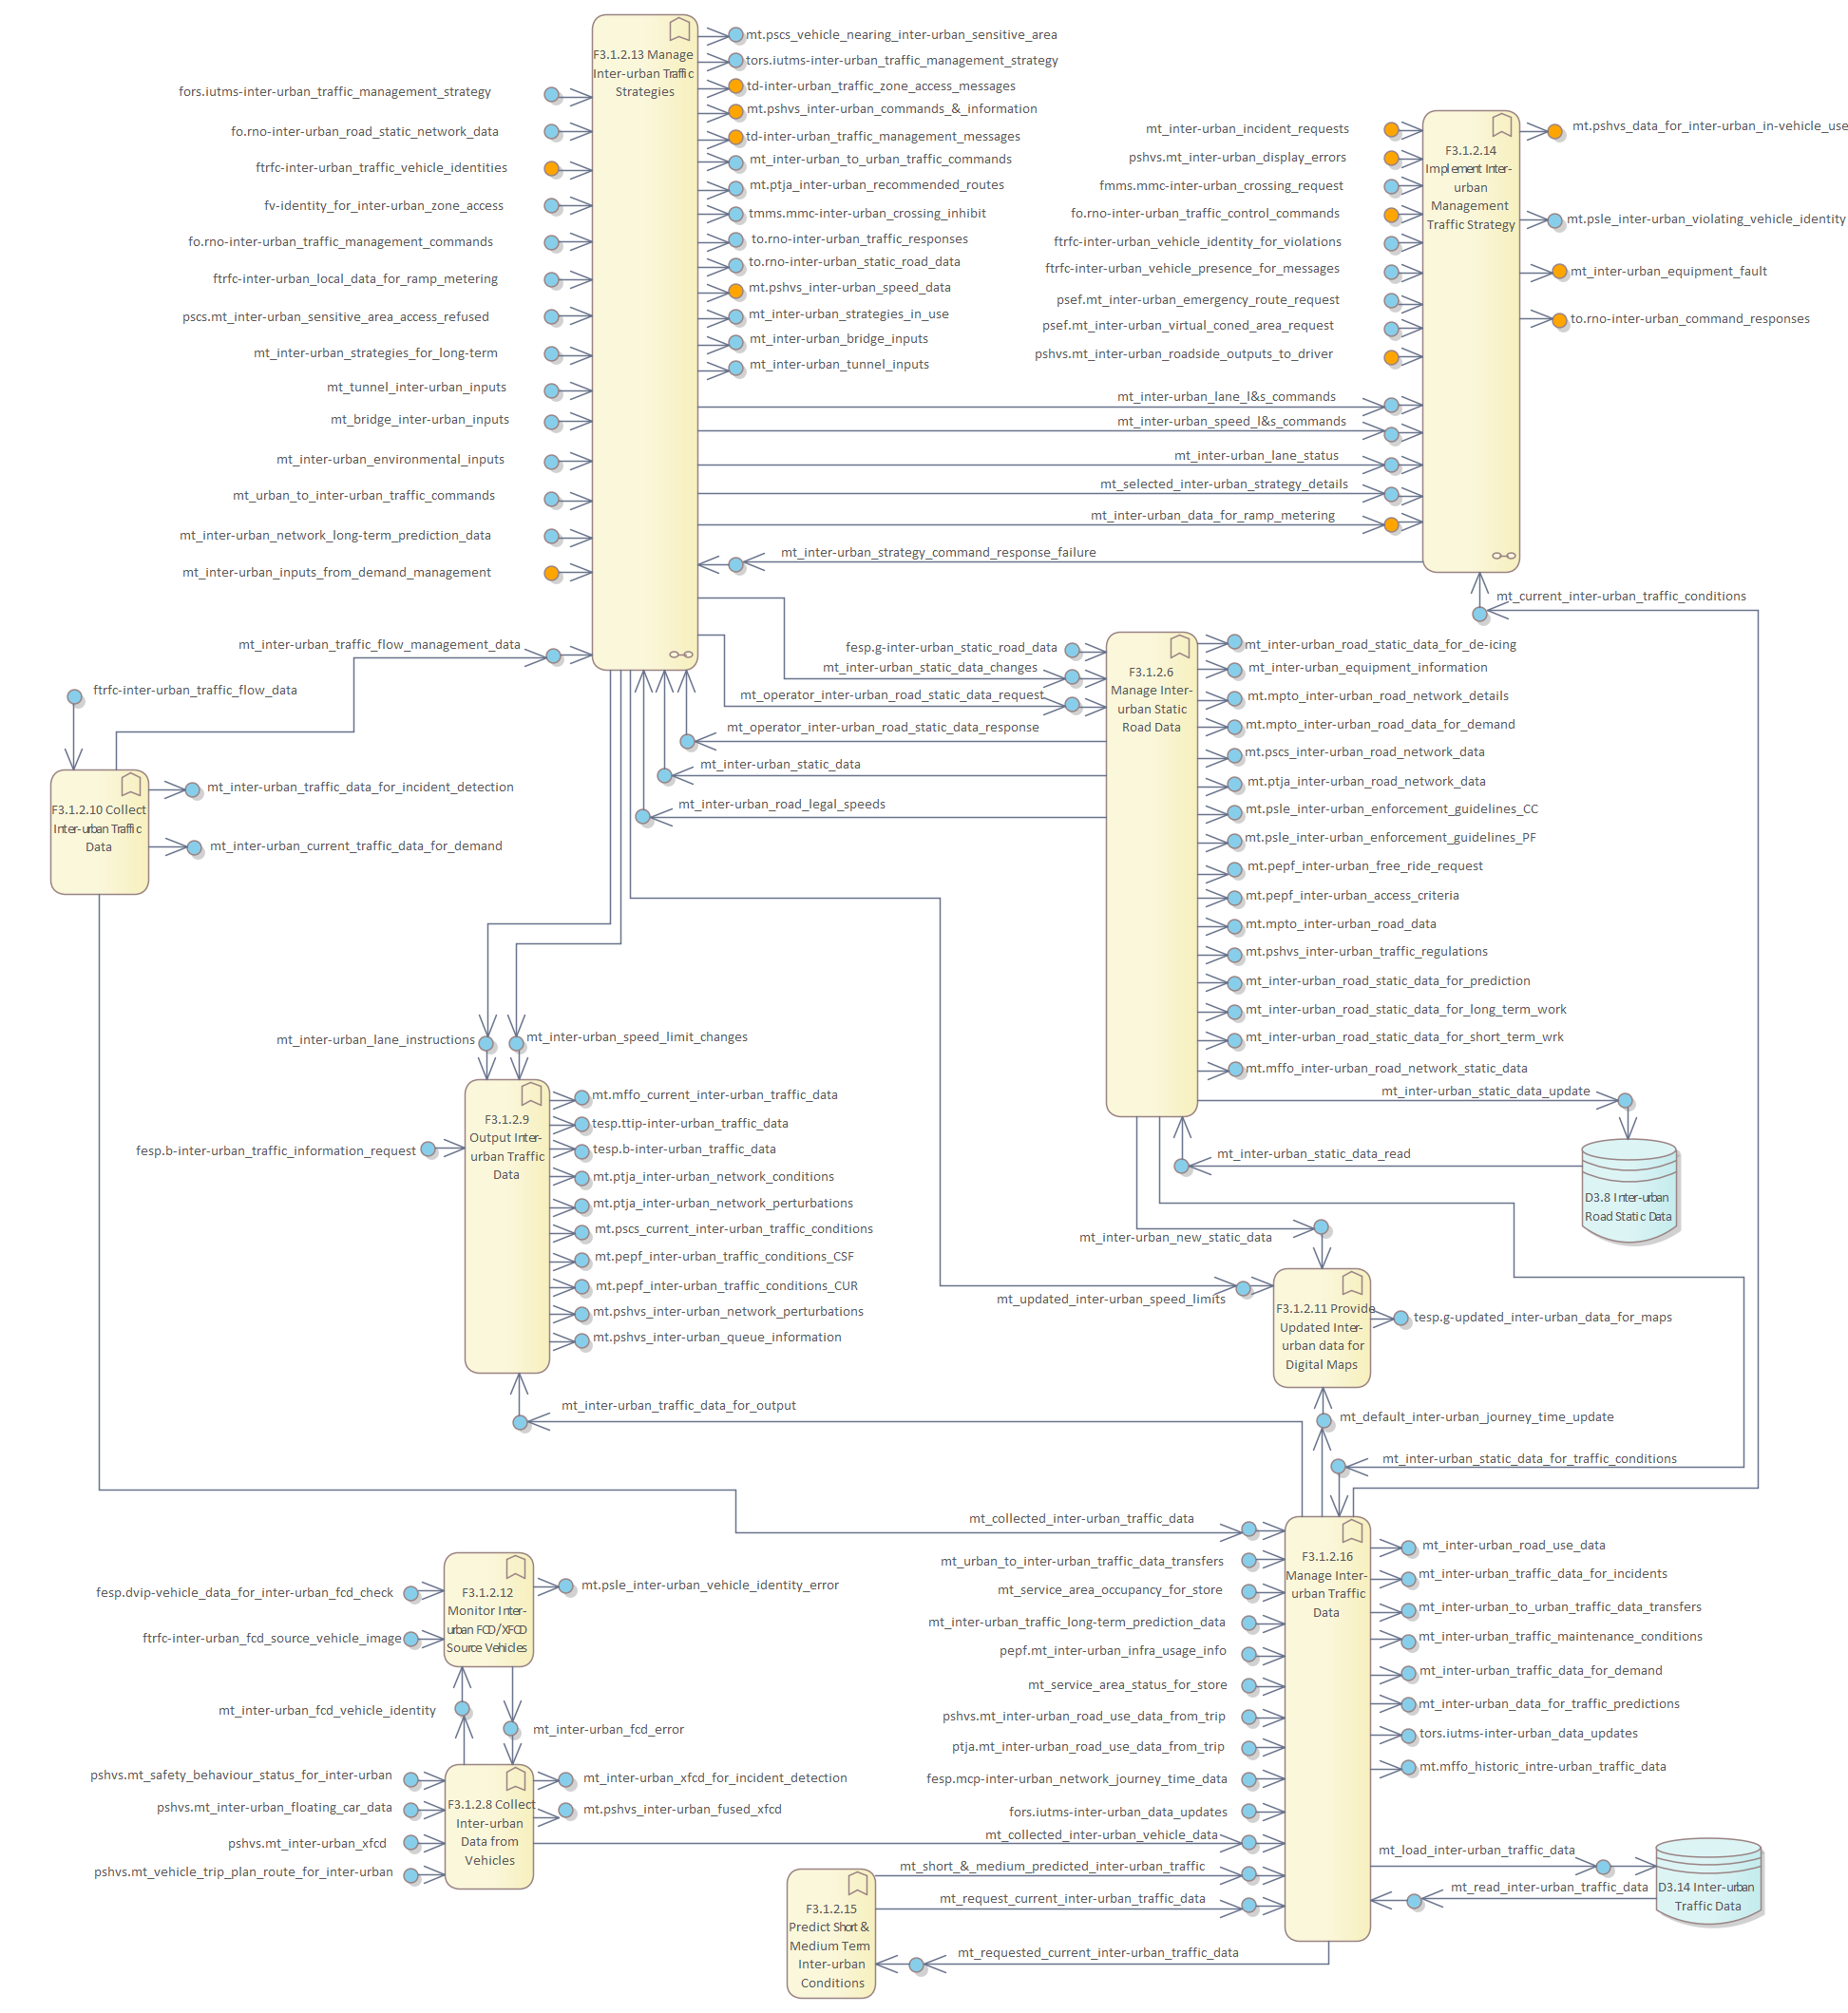 F3.1.2.13 Manage
Inter-urban Traffic
Strategies
fors.iutms-inter-urban_traffic_management_strategy
fo.rno-inter-urban_road_static_network_data
ftrfc-inter-urban_traffic_vehicle_identities
fv-identity_for_inter-urban_zone_access
fo.rno-inter-urban_traffic_management_commands
ftrfc-inter-urban_local_data_for_ramp_metering
pscs.mt_inter-urban_sensitive_area_access_refused
mt_inter-urban_strategies_for_long-term
mt_tunnel_inter-urban_inputs
mt_bridge_inter-urban_inputs
mt_inter-urban_environmental_inputs
mt_urban_to_inter-urban_traffic_commands
mt_inter-urban_network_long-term_prediction_data
mt_inter-urban_inputs_from_demand_management
mt_inter-urban_traffic_flow_management_data
mt.pscs_vehicle_nearing_inter-urban_sensitive_area
tors.iutms-inter-urban_traffic_management_strategy
td-inter-urban_traffic_zone_access_messages
mt.pshvs_inter-urban_commands_&_information
td-inter-urban_traffic_management_messages
mt_inter-urban_to_urban_traffic_commands
mt.ptja_inter-urban_recommended_routes
tmms.mmc-inter-urban_crossing_inhibit
to.rno-inter-urban_traffic_responses
to.rno-inter-urban_static_road_data
mt.pshvs_inter-urban_speed_data
mt_inter-urban_strategies_in_use
mt_inter-urban_bridge_inputs
mt_inter-urban_tunnel_inputs
mt_inter-urban_incident_requests
pshvs.mt_inter-urban_display_errors
fmms.mmc-inter-urban_crossing_request
fo.rno-inter-urban_traffic_control_commands
ftrfc-inter-urban_vehicle_identity_for_violations
ftrfc-inter-urban_vehicle_presence_for_messages
psef.mt_inter-urban_emergency_route_request
psef.mt_inter-urban_virtual_coned_area_request
pshvs.mt_inter-urban_roadside_outputs_to_driver
mt_inter-urban_lane_l&s_commands
mt_inter-urban_speed_l&s_commands
mt_inter-urban_lane_status
mt_selected_inter-urban_strategy_details
mt_inter-urban_data_for_ramp_metering
mt_inter-urban_strategy_command_response_failure
F3.1.2.14
Implement Inter-
urban
Management
Traffic Strategy
mt.pshvs_data_for_inter-urban_in-vehicle_use
mt.psle_inter-urban_violating_vehicle_identity
mt_inter-urban_equipment_fault
to.rno-inter-urban_command_responses
mt_current_inter-urban_traffic_conditions
fesp.g-inter-urban_static_road_data
mt_inter-urban_static_data_changes
mt_operator_inter-urban_road_static_data_request
mt_operator_inter-urban_road_static_data_response
mt_inter-urban_static_data
mt_inter-urban_road_legal_speeds
F3.1.2.6
Manage Inter-
urban Static
Road Data
mt_inter-urban_road_static_data_for_de-icing
mt_inter-urban_equipment_information
mt.mpto_inter-urban_road_network_details
mt.mpto_inter-urban_road_data_for_demand
mt.pscs_inter-urban_road_network_data
mt.ptja_inter-urban_road_network_data
mt.psle_inter-urban_enforcement_guidelines_CC
mt.psle_inter-urban_enforcement_guidelines_PF
mt.pepf_inter-urban_free_ride_request
mt.pepf_inter-urban_access_criteria
mt.mpto_inter-urban_road_data
mt.pshvs_inter-urban_traffic_regulations
mt_inter-urban_road_static_data_for_prediction
mt_inter-urban_road_static_data_for_long_term_work
mt_inter-urban_road_static_data_for_short_term_wrk
mt.mffo_inter-urban_road_network_static_data
mt_inter-urban_static_data_update
mt_inter-urban_static_data_read
D3.8 Inter-urban
Road Static Data
ftrfc-inter-urban_traffic_flow_data
F3.1.2.10 Collect
Inter-urban Traffic
Data
mt_inter-urban_traffic_data_for_incident_detection
mt_inter-urban_current_traffic_data_for_demand
mt_inter-urban_lane_instructions
mt_inter-urban_speed_limit_changes
fesp.b-inter-urban_traffic_information_request
F3.1.2.9
Output Inter-
urban Traffic
Data
mt.mffo_current_inter-urban_traffic_data
tesp.ttip-inter-urban_traffic_data
tesp.b-inter-urban_traffic_data
mt.ptja_inter-urban_network_conditions
mt.ptja_inter-urban_network_perturbations
mt.pscs_current_inter-urban_traffic_conditions
mt.pepf_inter-urban_traffic_conditions_CSF
mt.pepf_inter-urban_traffic_conditions_CUR
mt.pshvs_inter-urban_network_perturbations
mt.pshvs_inter-urban_queue_information
mt_inter-urban_traffic_data_for_output
mt_inter-urban_new_static_data
mt_updated_inter-urban_speed_limits
F3.1.2.11 Provide
Updated Inter-
urban data for
Digital Maps
tesp.g-updated_inter-urban_data_for_maps
mt_default_inter-urban_journey_time_update
mt_inter-urban_static_data_for_traffic_conditions
fesp.dvip-vehicle_data_for_inter-urban_fcd_check
ftrfc-inter-urban_fcd_source_vehicle_image
F3.1.2.12
Monitor Inter-
urban FCD/XFCD
Source Vehicles
mt.psle_inter-urban_vehicle_identity_error
mt_inter-urban_fcd_vehicle_identity
mt_inter-urban_fcd_error
pshvs.mt_safety_behaviour_status_for_inter-urban
pshvs.mt_inter-urban_floating_car_data
pshvs.mt_inter-urban_xfcd
pshvs.mt_vehicle_trip_plan_route_for_inter-urban
F3.1.2.8 Collect
Inter-urban
Data from
Vehicles
mt_inter-urban_xfcd_for_incident_detection
mt.pshvs_inter-urban_fused_xfcd
mt_collected_inter-urban_traffic_data
mt_urban_to_inter-urban_traffic_data_transfers
mt_service_area_occupancy_for_store
mt_inter-urban_traffic_long-term_prediction_data
pepf.mt_inter-urban_infra_usage_info
mt_service_area_status_for_store
pshvs.mt_inter-urban_road_use_data_from_trip
ptja.mt_inter-urban_road_use_data_from_trip
fesp.mcp-inter-urban_network_journey_time_data
fors.iutms-inter-urban_data_updates
mt_collected_inter-urban_vehicle_data
mt_short_&_medium_predicted_inter-urban_traffic
mt_request_current_inter-urban_traffic_data
mt_requested_current_inter-urban_traffic_data
F3.1.2.15
Predict Short &
Medium Term
Inter-urban
Conditions
F3.1.2.16
Manage Inter-
urban Traffic
Data
mt_inter-urban_road_use_data
mt_inter-urban_traffic_data_for_incidents
mt_inter-urban_to_urban_traffic_data_transfers
mt_inter-urban_traffic_maintenance_conditions
mt_inter-urban_traffic_data_for_demand
mt_inter-urban_data_for_traffic_predictions
tors.iutms-inter-urban_data_updates
mt.mffo_historic_intre-urban_traffic_data
mt_load_inter-urban_traffic_data
mt_read_inter-urban_traffic_data
D3.14 Inter-urban
Traffic Data